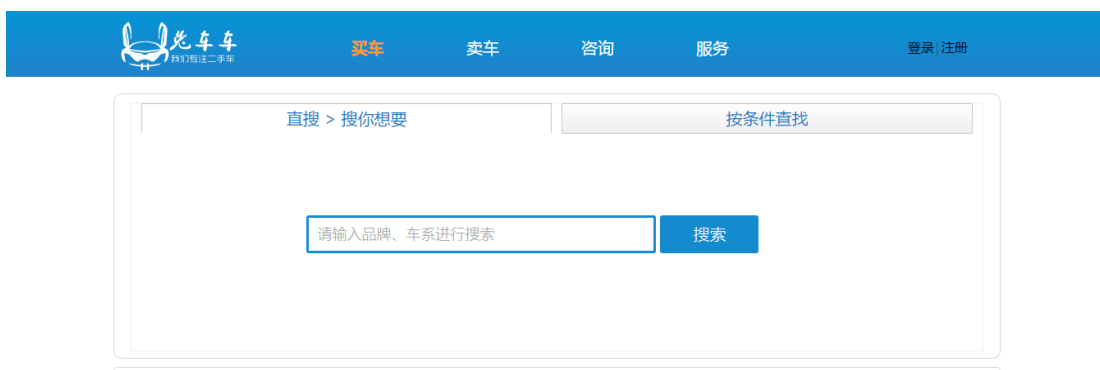 兔车车
我们专注二手车
买车
卖车
咨询
服务
登录 注册
直搜 > 搜你想要
按条件查找
请输入品牌、车系进行搜索
搜索